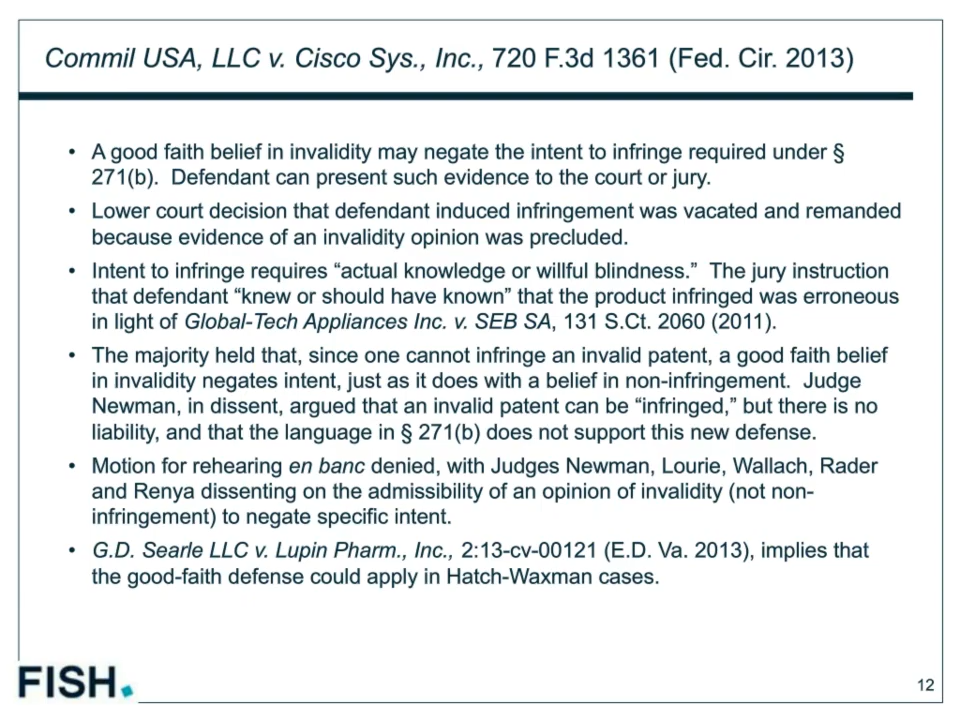 Commil USA, LLC v. Cisco Sys., Inc., 720 F.3d 1361 (Fed. Cir. 2013)
• A good faith belief in invalidity may negate the intent to infringe required under §
271(b).  Defendant can present such evidence to the court or jury.
• Lower court decision that defendant induced infringement was vacated and remanded
because evidence of an invalidity opinion was precluded.
• Intent to infringe requires “actual knowledge or willful blindness.”  The jury instruction
that defendant “knew or should have known” that the product infringed was erroneous
in light of Global-Tech Appliances Inc. v. SEB SA, 131 S.Ct. 2060 (2011).
• The majority held that, since one cannot infringe an invalid patent, a good faith belief
in invalidity negates intent, just as it does with a belief in non-infringement.  Judge
Newman, in dissent, argued that an invalid patent can be “infringed,” but there is no
liability, and that the language in § 271(b) does not support this new defense.
• Motion for rehearing en banc denied, with Judges Newman, Lourie, Wallach, Rader
and Renya dissenting on the admissibility of an opinion of invalidity (not non-
infringement) to negate specific intent.
• G.D. Searle LLC v. Lupin Pharm., Inc., 2:13-cv-00121 (E.D. Va. 2013), implies that
the good-faith defense could apply in Hatch-Waxman cases.
FISH.
12